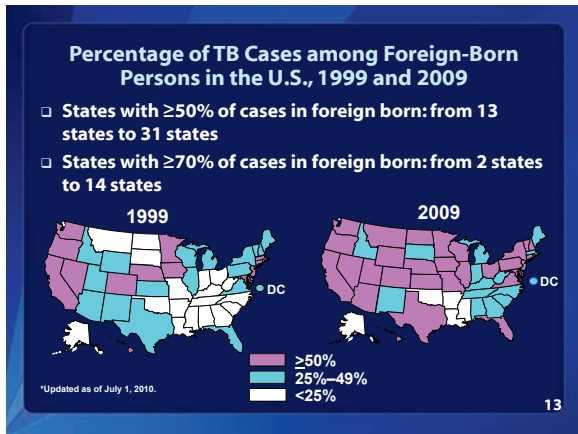 Percentage of TB Cases among Foreign-Born
Persons in the U.S., 1999 and 2009
❑ States with ≥50% of cases in foreign born: from 13
states to 31 states
❑ States with ≥70% of cases in foreign born: from 2 states
to 14 states
1999
2009
DC
DC
≥50%
25%–49%
<25%
*Updated as of July 1, 2010.
13